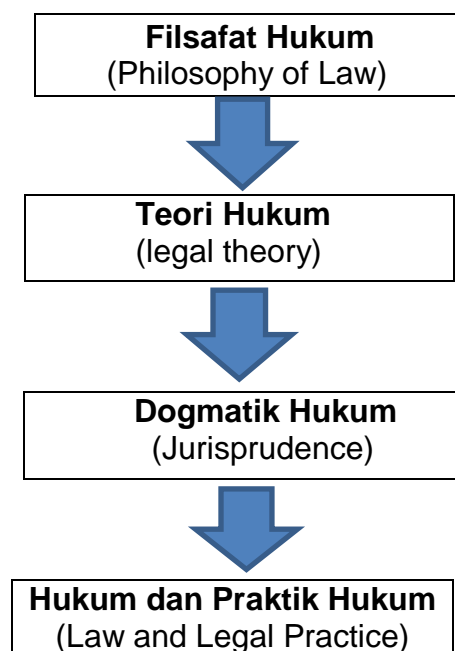 Filsafat Hukum
(Philosophy of Law)
Teori Hukum
(legal theory)
Dogmatik Hukum
(Jurisprudence)
Hukum dan Praktik Hukum
(Law and Legal Practice)